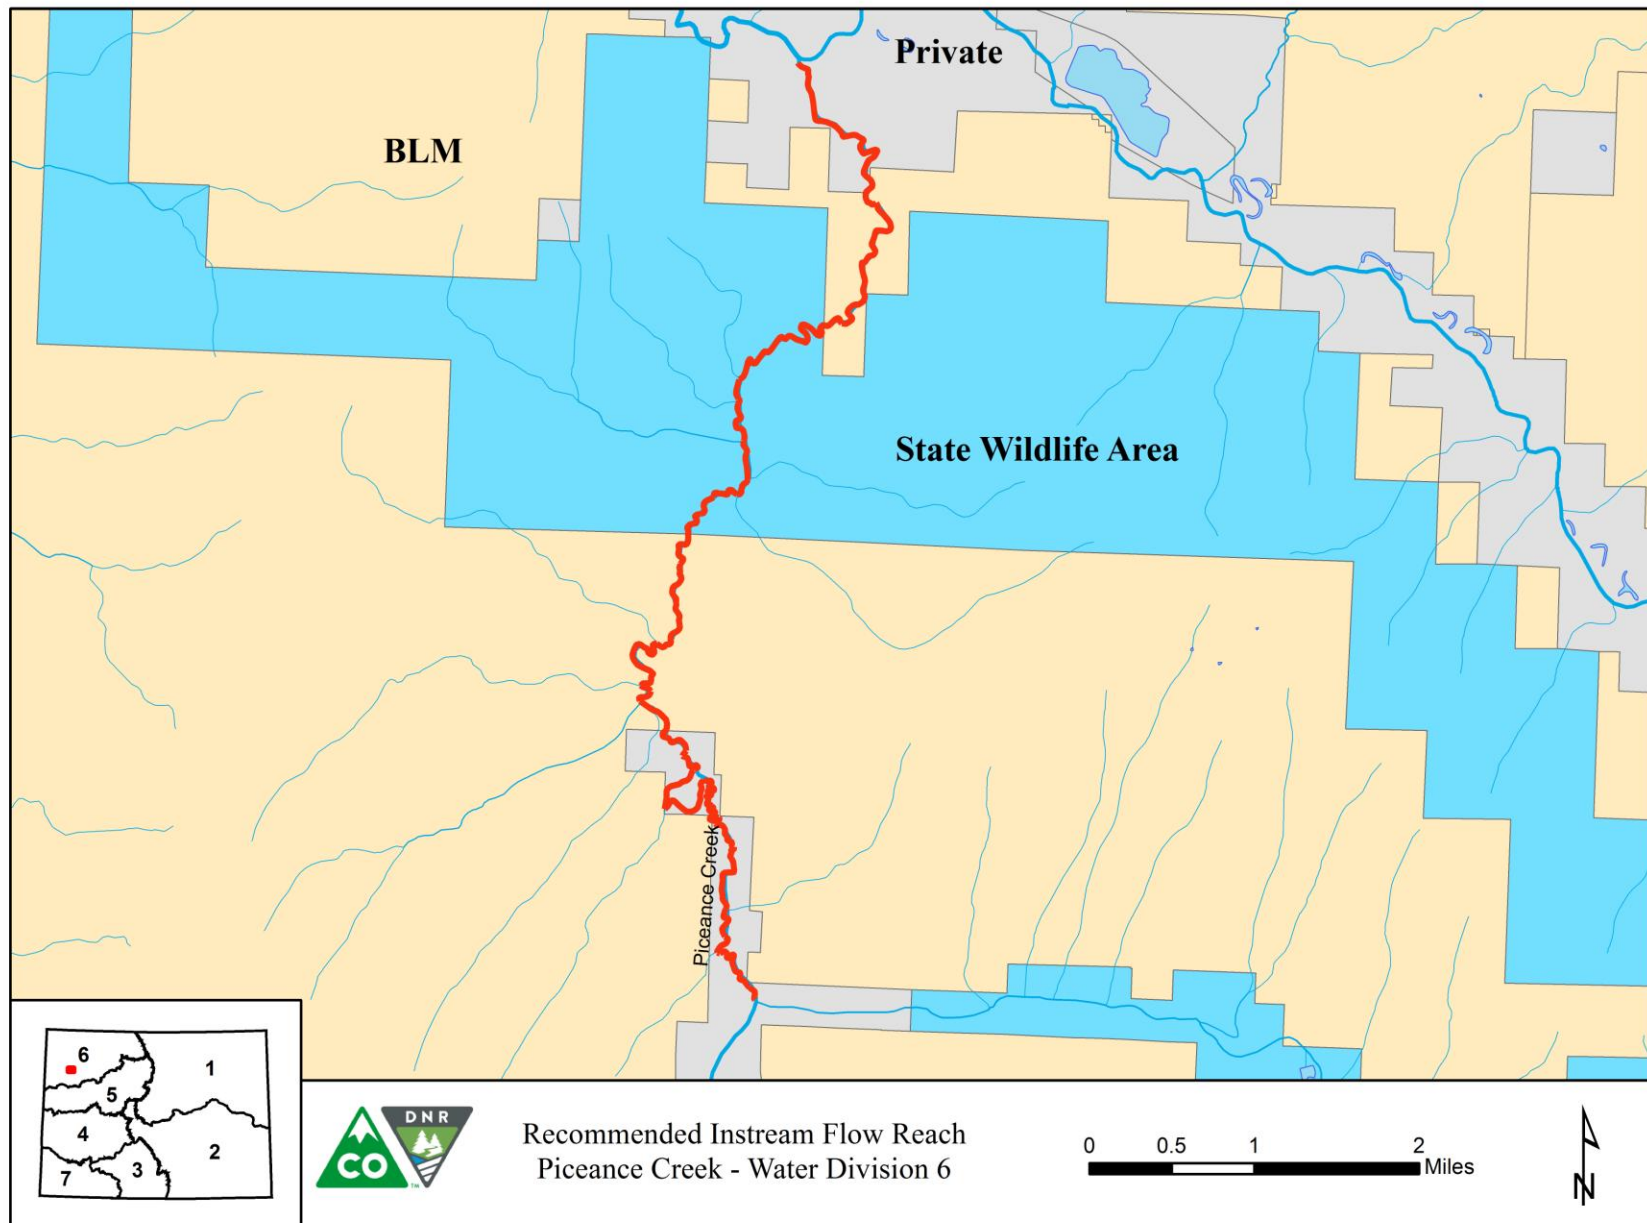 Private
BLM
State Wildlife Area
Piceance Creek
6
1
5
4
2
3
7
CO
TM
DNR
Recommended Instream Flow Reach
Piceance Creek - Water Division 6
0 0.5 1 2
Miles
N